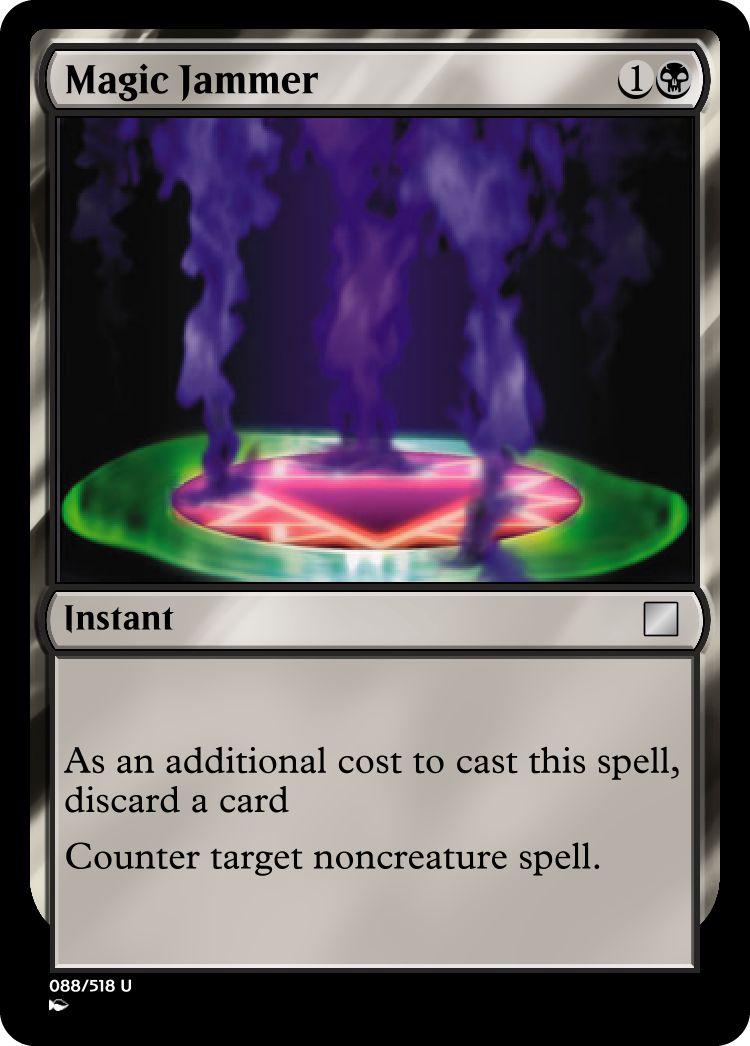 Magic Jammer 1
Instant
As an additional cost to cast this spell,
discard a card
Counter target noncreature spell.
088/518 U